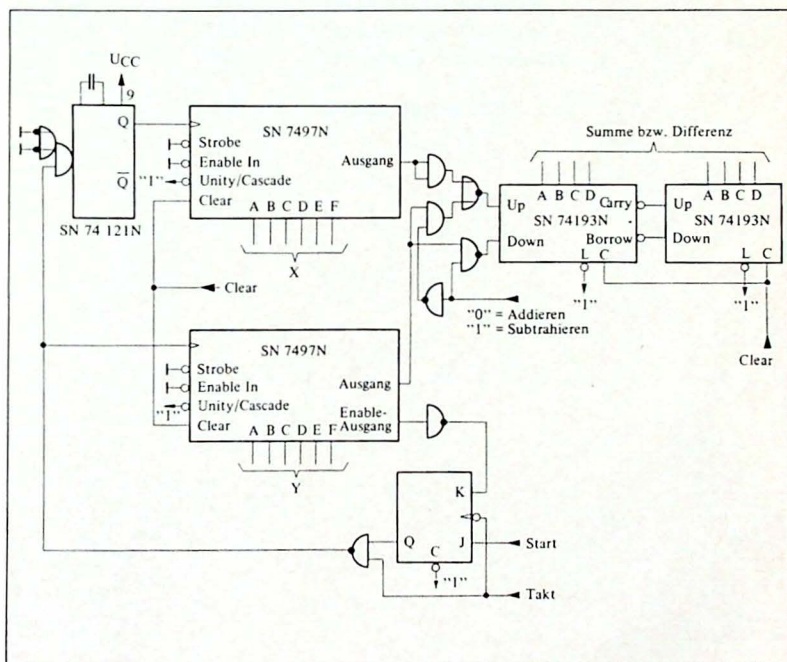 UCC
9
Q
Q̄
SN 74 121N
SN 7497N
Strobe
Enable In
"1"
Unity/Cascade
Clear
Ausgang
A B C D E F
X
Clear
Summe bzw. Differenz
A B C D
Up
Carry
SN 74193N
Down
Borrow
L C
"1"
A B C D
Up
SN 74193N
Down
L C
"1"
Clear
"0" = Addieren
"1" = Subtrahieren
SN 7497N
Strobe
Enable In
"1"
Unity/Cascade
Clear
Ausgang
Enable-
Ausgang
A B C D E F
Y
K
Q
J
C
"1"
Start
Takt